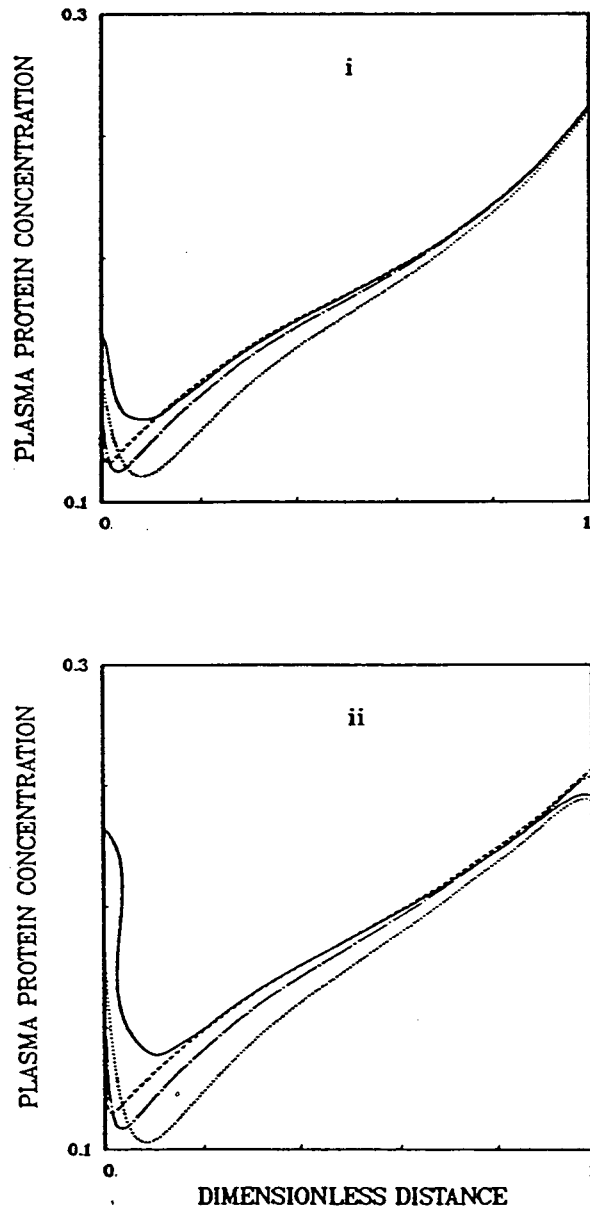 0.3
i
PLASMA PROTEIN CONCENTRATION
0.1
0.
1
0.3
ii
PLASMA PROTEIN CONCENTRATION
0.1
0.
DIMENSIONLESS DISTANCE